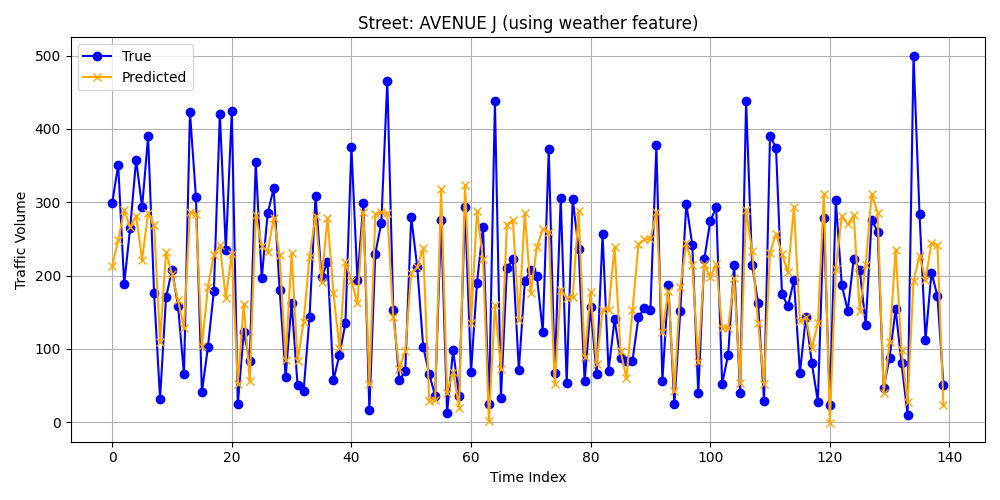 Street: AVENUE J (using weather feature)
True
Predicted
Traffic Volume
500
400
300
200
100
0
0 20 40 60 80 100 120 140
Time Index